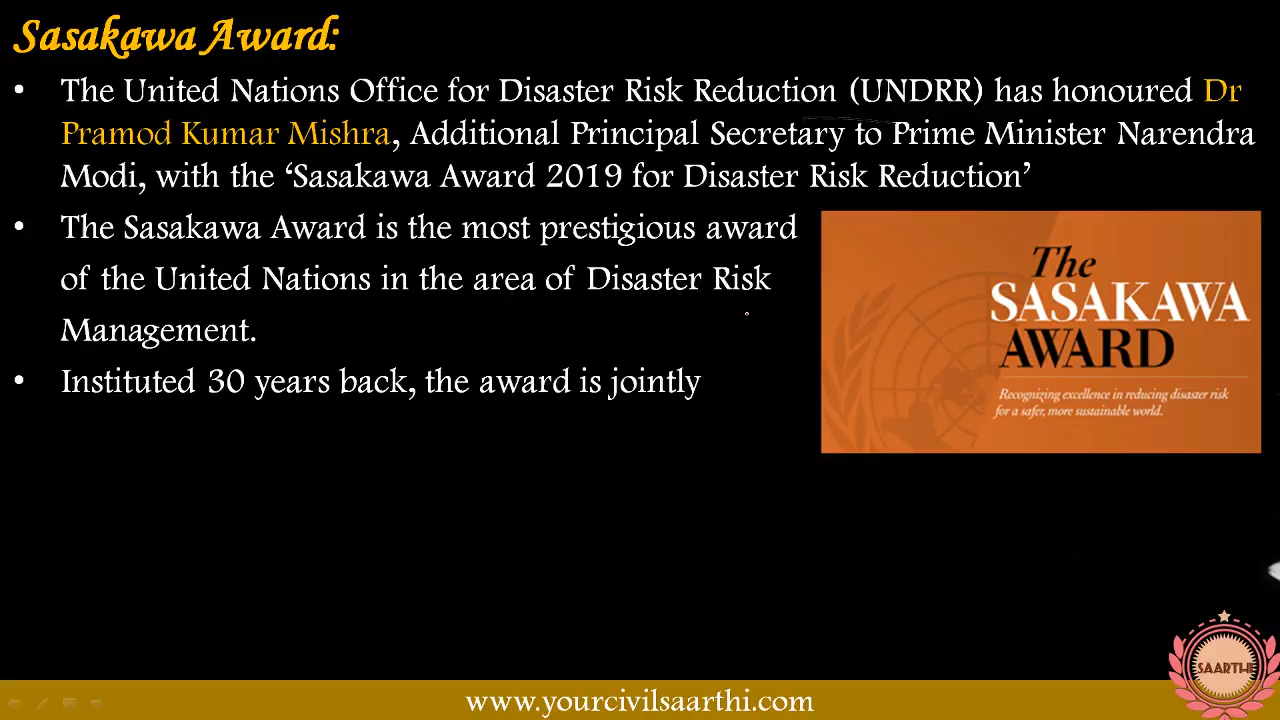 Sasakawa Award:
• The United Nations Office for Disaster Risk Reduction (UNDRR) has honoured Dr
Pramod Kumar Mishra, Additional Principal Secretary to Prime Minister Narendra
Modi, with the ‘Sasakawa Award 2019 for Disaster Risk Reduction’
• The Sasakawa Award is the most prestigious award
of the United Nations in the area of Disaster Risk
Management.
• Instituted 30 years back, the award is jointly
The
SASAKAWA
AWARD
Recognizing excellence in reducing disaster risk
for a safer, more sustainable world.
SAARTHI
www.yourcivilsaarthi.com